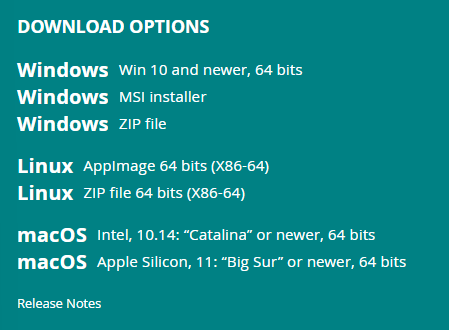 DOWNLOAD OPTIONS
Windows Win 10 and newer, 64 bits
Windows MSI installer
Windows ZIP file
Linux AppImage 64 bits (X86-64)
Linux ZIP file 64 bits (X86-64)
macOS Intel, 10.14: “Catalina” or newer, 64 bits
macOS Apple Silicon, 11: “Big Sur” or newer, 64 bits
Release Notes